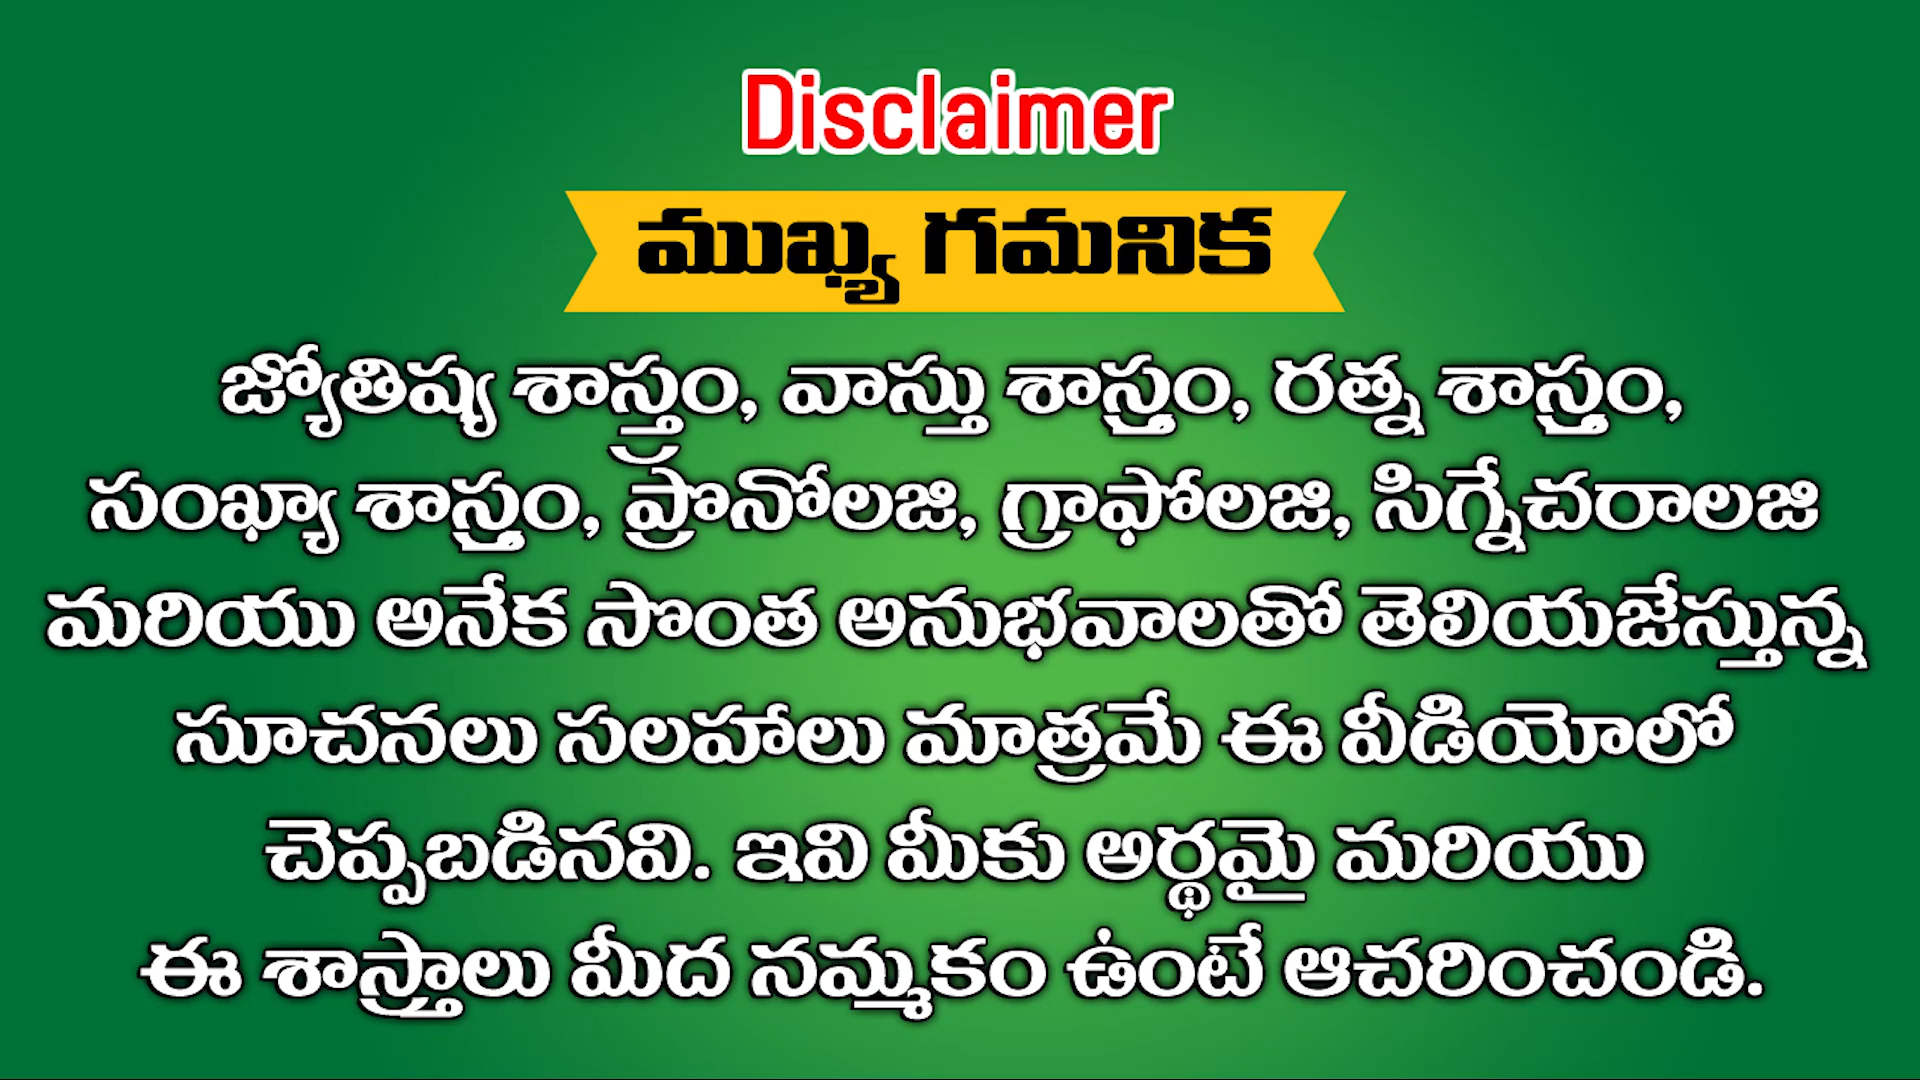 Disclaimer
ముఖ్య గమనిక
జ్యోతిష్య శాస్త్రం, వాస్తు శాస్త్రం, రత్న శాస్త్రం,
సంఖ్యా శాస్త్రం, ప్రొనోలజి, గ్రాఫోలజి, సిగ్నేచరాలజి
మరియు అనేక సొంత అనుభవాలతో తెలియజేస్తున్న
సూచనలు సలహాలు మాత్రమే ఈ వీడియోలో
చెప్పబడినవి. ఇవి మీకు అర్థమై మరియు
ఈ శాస్త్రాలు మీద నమ్మకం ఉంటే ఆచరించండి.